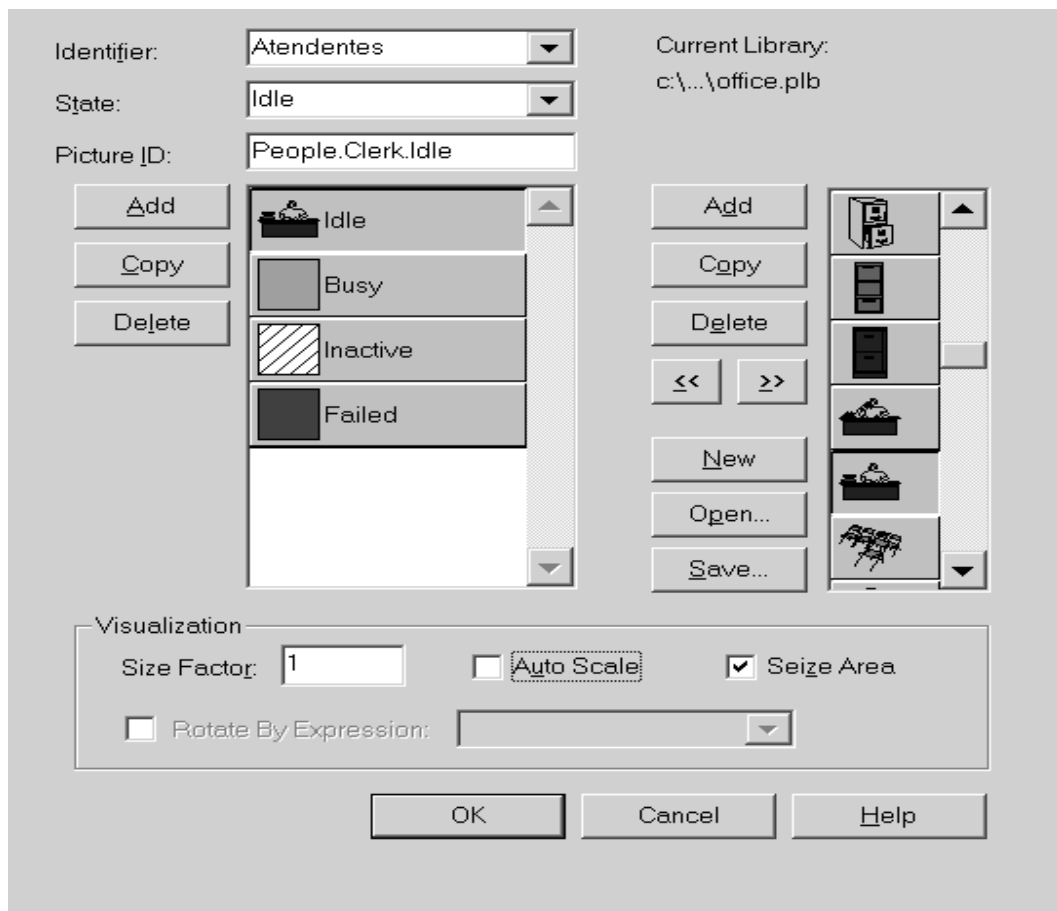 Identifier:
Atendentes
Current Library:
c:\...\office.plb
State:
Idle
Picture ID:
People.Clerk.Idle
Add
Copy
Delete
Idle
Busy
Inactive
Failed
Add
Copy
Delete
<<
>>
New
Open...
Save...
Visualization
Size Factor:
1
Auto Scale
Seize Area
Rotate By Expression:
OK
Cancel
Help